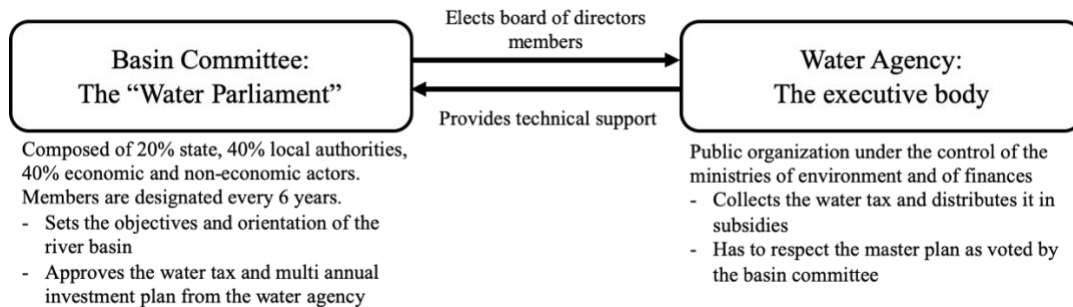 Elects board of directors
members
Basin Committee:
The “Water Parliament”
Water Agency:
The executive body
Provides technical support
Composed of 20% state, 40% local authorities,
40% economic and non-economic actors.
Members are designated every 6 years.
- Sets the objectives and orientation of the
river basin
- Approves the water tax and multi annual
investment plan from the water agency
Public organization under the control of the
ministries of environment and of finances
- Collects the water tax and distributes it in
subsidies
- Has to respect the master plan as voted by
the basin committee